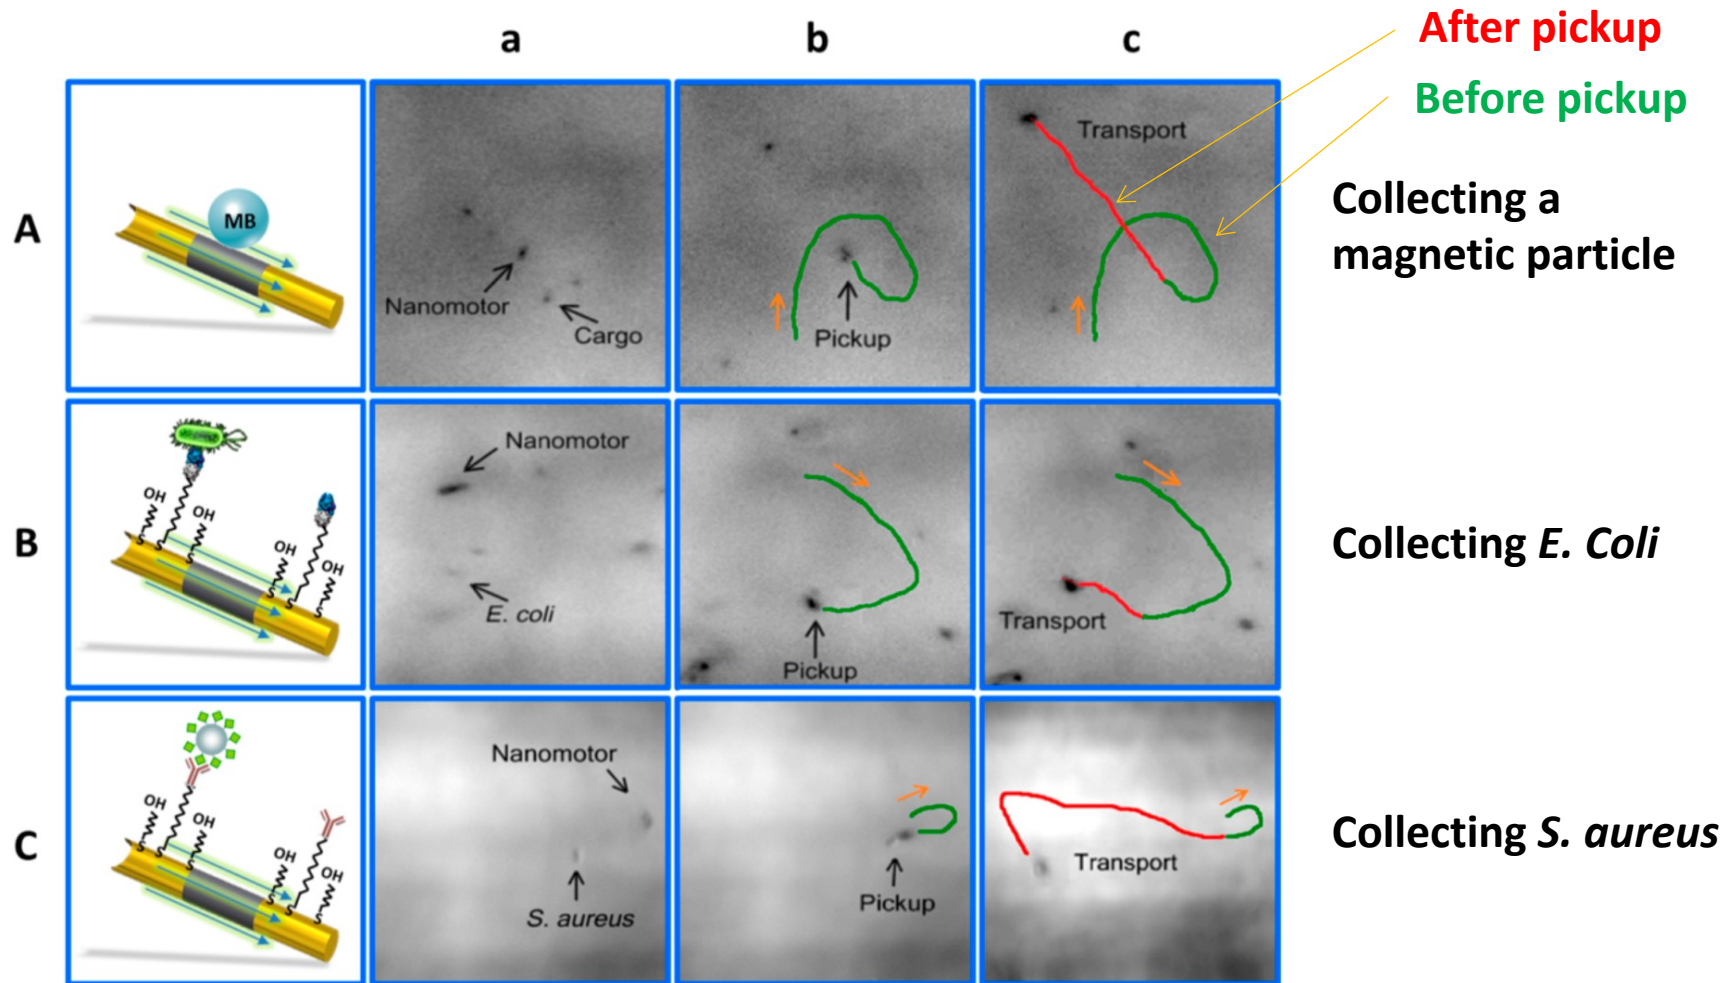 a
b
c
After pickup
Before pickup
A
MB
Nanomotor
Cargo
Pickup
Transport
Collecting a
magnetic particle
B
OH
OH
OH
OH
S
S
S
S
S
S
Nanomotor
E. coli
Pickup
Transport
Collecting E. Coli
C
OH
OH
OH
OH
S
S
S
S
S
S
Nanomotor
S. aureus
Pickup
Transport
Collecting S. aureus